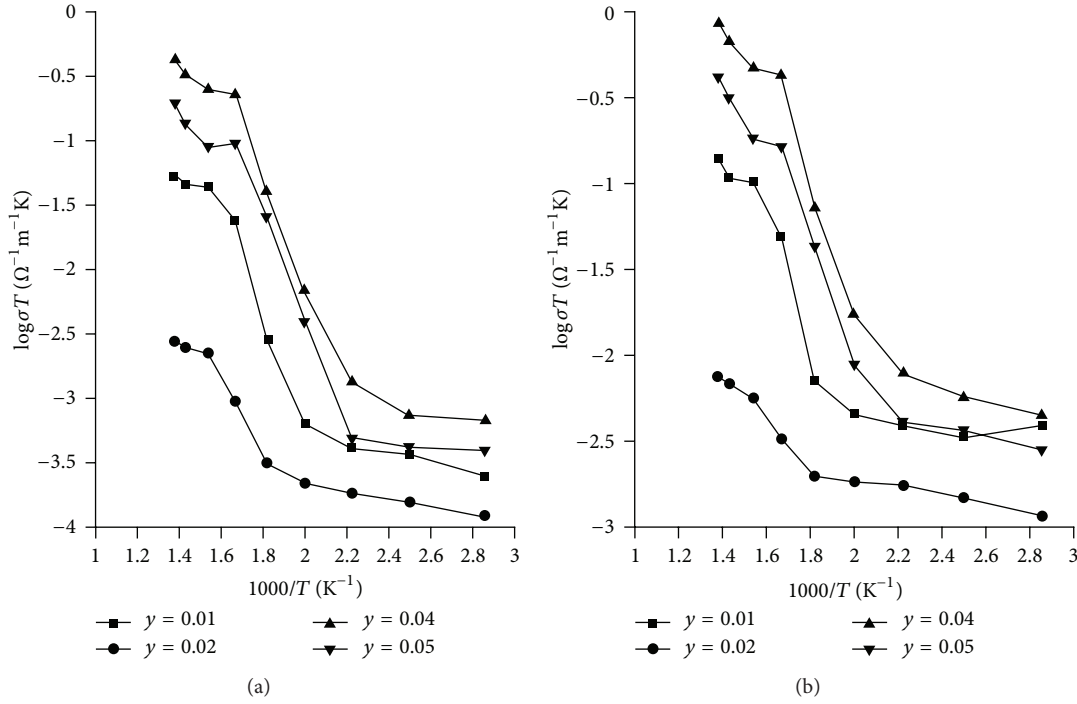 0
−0.5
−1
−1.5
−2
−2.5
−3
−3.5
−4
logσT (Ω⁻¹m⁻¹K)
1 1.2 1.4 1.6 1.8 2 2.2 2.4 2.6 2.8 3
1000/T (K⁻¹)
y = 0.01
y = 0.02
y = 0.04
y = 0.05
(a)
0
−0.5
−1
−1.5
−2
−2.5
−3
logσT (Ω⁻¹m⁻¹K)
1 1.2 1.4 1.6 1.8 2 2.2 2.4 2.6 2.8 3
1000/T (K⁻¹)
y = 0.01
y = 0.02
y = 0.04
y = 0.05
(b)